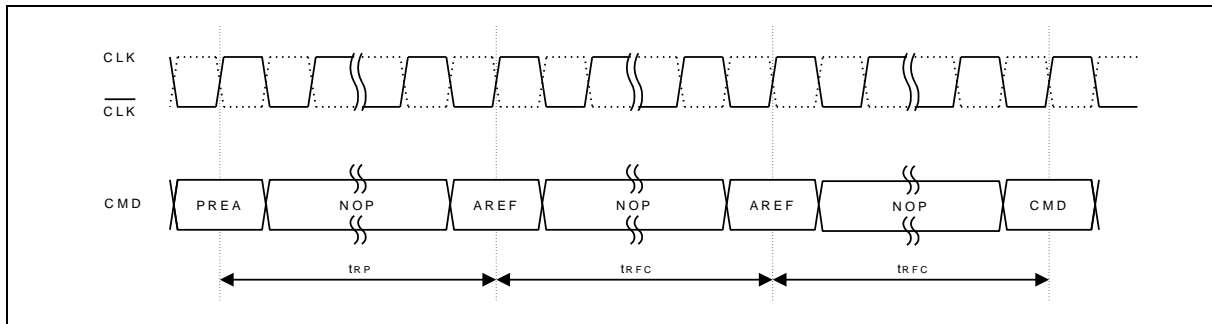 CLK
CLK
CMD PREA NOP AREF NOP AREF NOP CMD
tRP tRFC tRFC